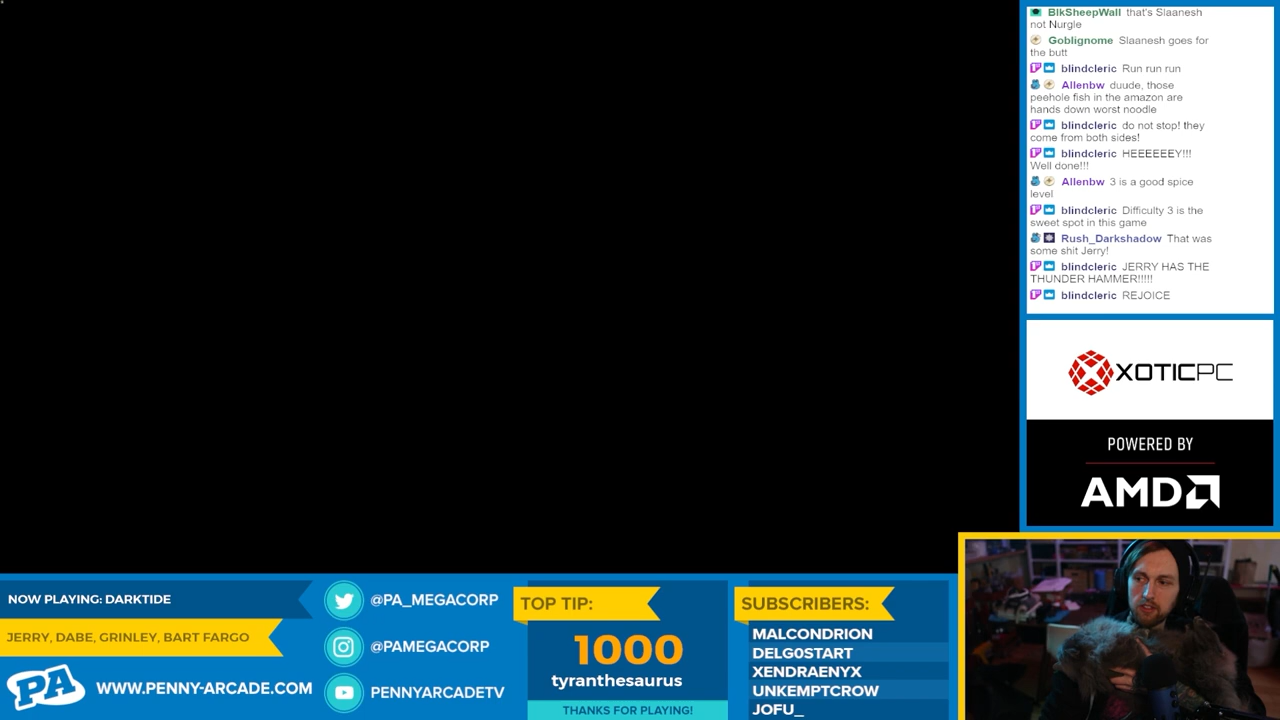 BlkSheepWall that's Slaanesh
not Nurgle
Goblignome Slaanesh goes for
the butt
blindcleric Run run run
Allenbw duude, those
peehole fish in the amazon are
hands down worst noodle
blindcleric do not stop! they
come from both sides!
blindcleric HEEEEEEY!!!
Well done!!!
Allenbw 3 is a good spice
level
blindcleric Difficulty 3 is the
sweet spot in this game
Rush_Darkshadow That was
some shit Jerry!
blindcleric JERRY HAS THE
THUNDER HAMMER!!!!!
blindcleric REJOICE
XOTICPC
POWERED BY
AMD
NOW PLAYING: DARKTIDE
JERRY, DABE, GRINLEY, BART FARGO
PA
WWW.PENNY-ARCADE.COM
@PA_MEGACORP
@PAMEGACORP
PENNYARCADETV
TOP TIP:
1000
tyranthesaurus
THANKS FOR PLAYING!
SUBSCRIBERS:
MALCONDRION
DELG0START
XENDRAENYX
UNKEMPTCROW
JOFU_